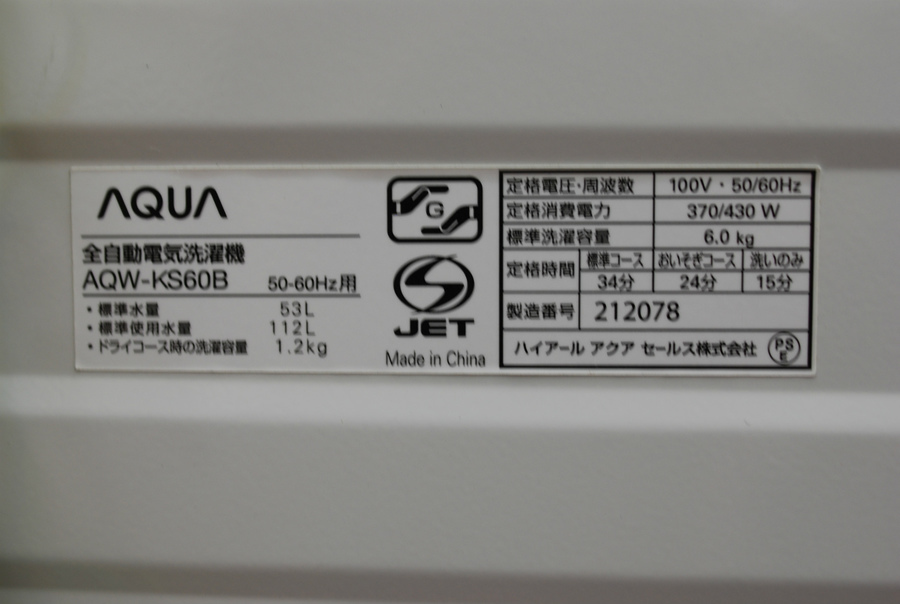 AQUA
全自動電気洗濯機
AQW-KS60B 50-60Hz用
・標準水量 53L
・標準使用水量 112L
・ドライコース時の洗濯容量 1.2kg
G
JET
Made in China
定格電圧・周波数 100V・50/60Hz
定格消費電力 370/430 W
標準洗濯容量 6.0 kg
定格時間 標準コース おいそぎコース 洗いのみ
34分 24分 15分
製造番号 212078
ハイアール アクア セールス株式会社 PSE